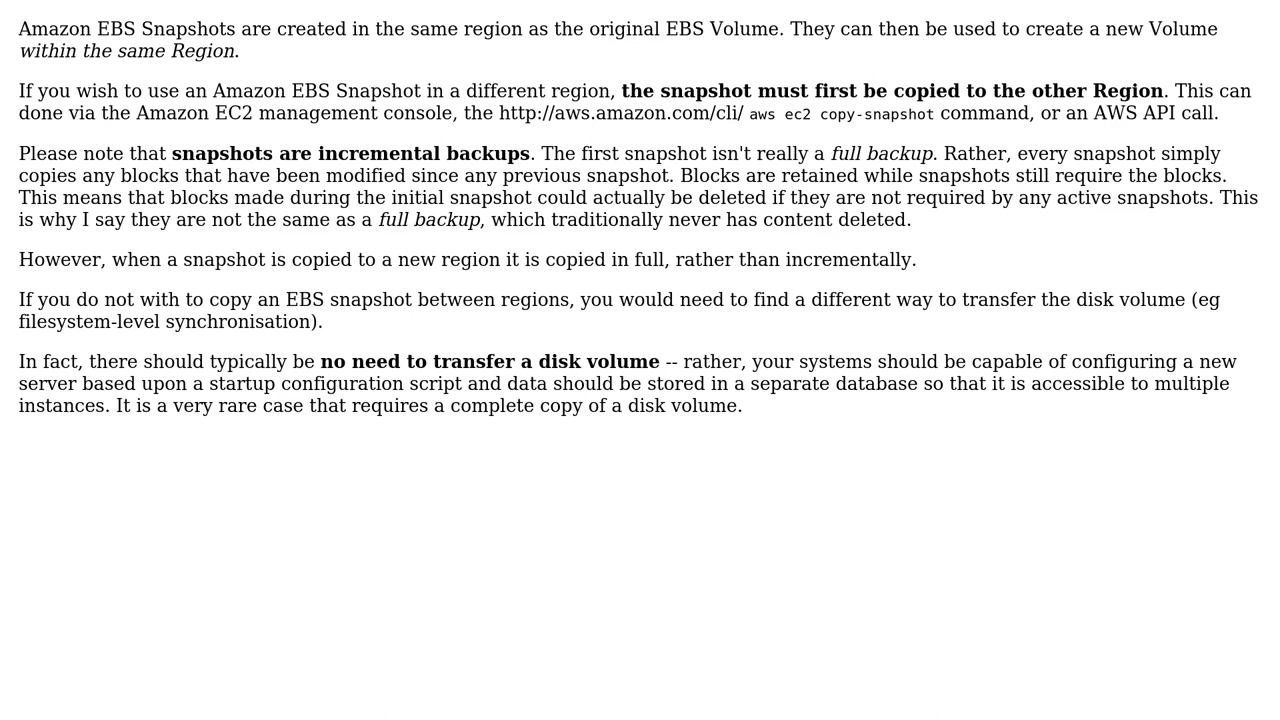 Amazon EBS Snapshots are created in the same region as the original EBS Volume. They can then be used to create a new Volume
within the same Region.
If you wish to use an Amazon EBS Snapshot in a different region, the snapshot must first be copied to the other Region. This can
done via the Amazon EC2 management console, the http://aws.amazon.com/cli/ aws ec2 copy-snapshot command, or an AWS API call.
Please note that snapshots are incremental backups. The first snapshot isn't really a full backup. Rather, every snapshot simply
copies any blocks that have been modified since any previous snapshot. Blocks are retained while snapshots still require the blocks.
This means that blocks made during the initial snapshot could actually be deleted if they are not required by any active snapshots. This
is why I say they are not the same as a full backup, which traditionally never has content deleted.
However, when a snapshot is copied to a new region it is copied in full, rather than incrementally.
If you do not with to copy an EBS snapshot between regions, you would need to find a different way to transfer the disk volume (eg
filesystem-level synchronisation).
In fact, there should typically be no need to transfer a disk volume -- rather, your systems should be capable of configuring a new
server based upon a startup configuration script and data should be stored in a separate database so that it is accessible to multiple
instances. It is a very rare case that requires a complete copy of a disk volume.